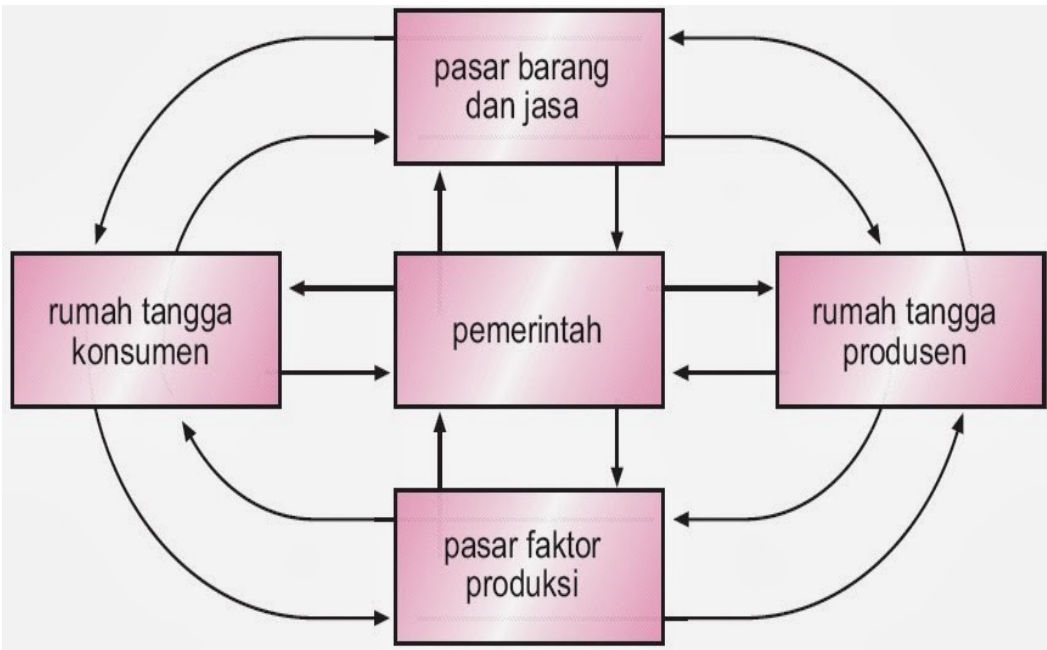 pasar barang
dan jasa
rumah tangga
konsumen
pemerintah
rumah tangga
produsen
pasar faktor
produksi